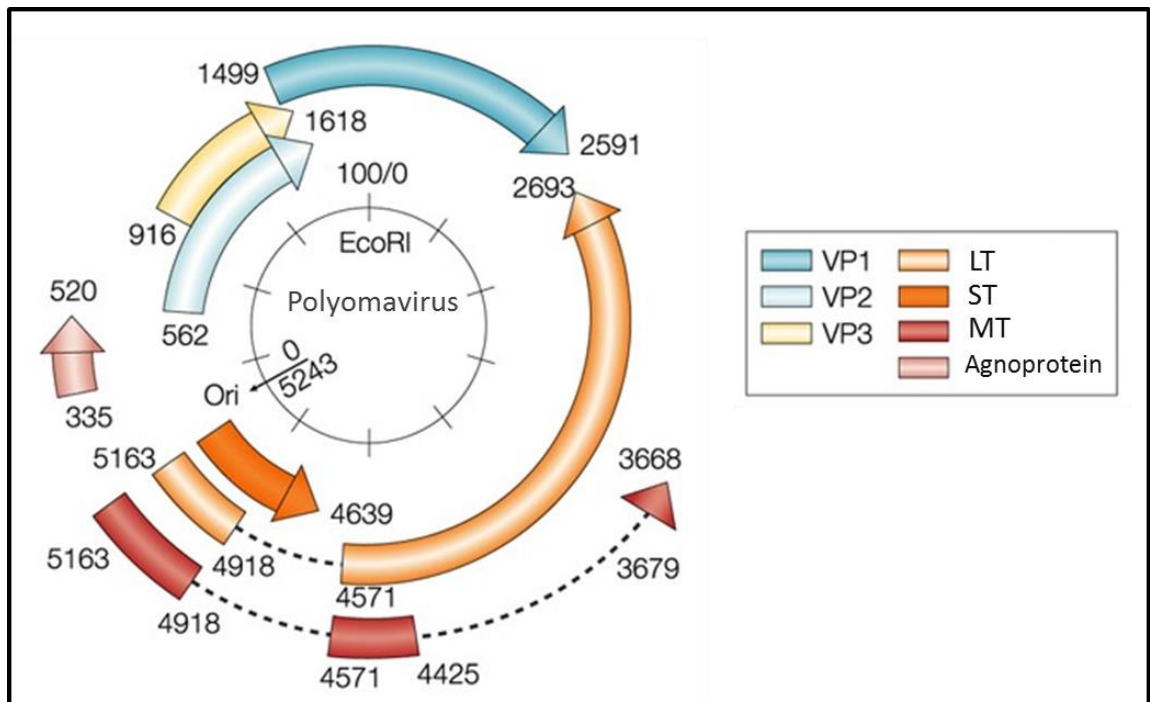 1499
1618
2591
100/0
2693
EcoRI
916
520
Polyomavirus
562
0
5243
Ori
335
5163
4639
3668
5163
4918
3679
4571
4918
4571
4425
VP1
LT
VP2
ST
VP3
MT
Agnoprotein